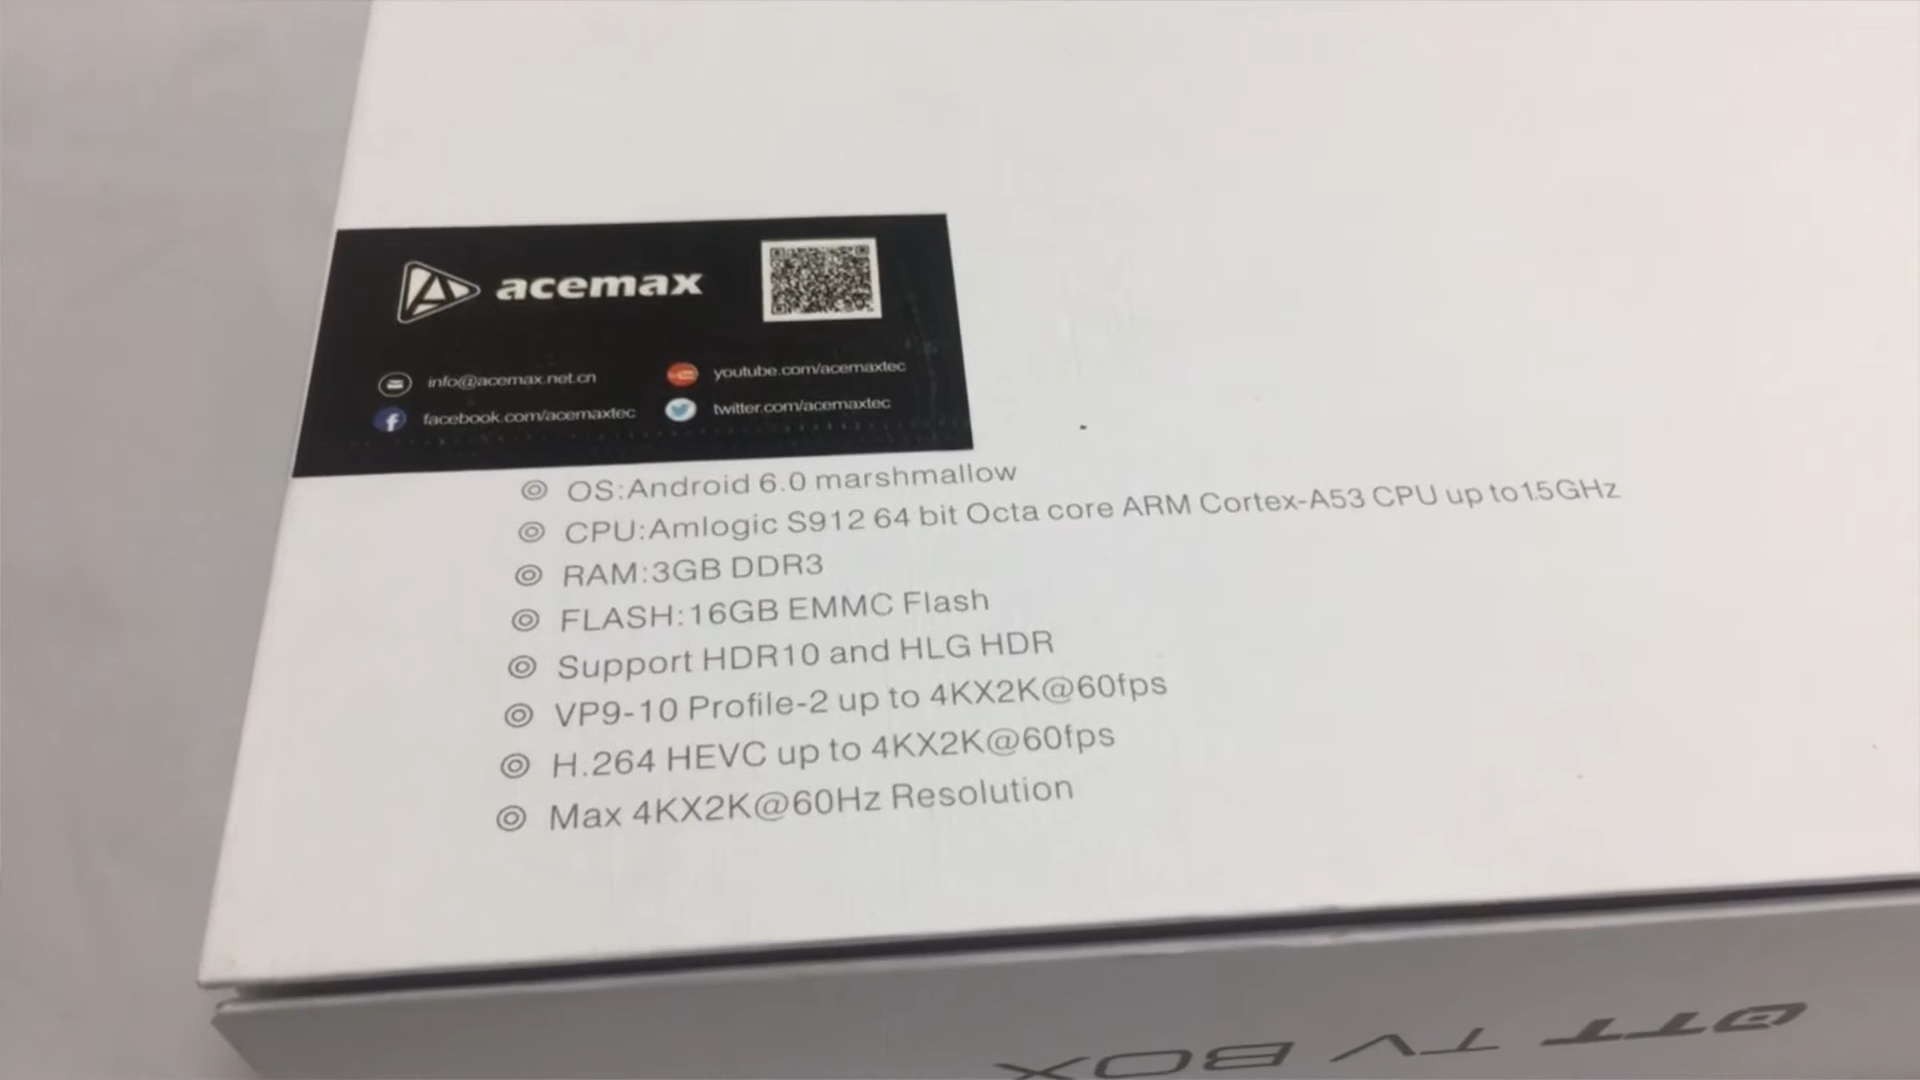 acemax
info@acemax.net.cn
youtube.com/acemaxtec
facebook.com/acemaxtec
twitter.com/acemaxtec
◎ OS:Android 6.0 marshmallow
◎ CPU:Amlogic S912 64 bit Octa core ARM Cortex-A53 CPU up to1.5GHz
◎ RAM:3GB DDR3
◎ FLASH:16GB EMMC Flash
◎ Support HDR10 and HLG HDR
◎ VP9-10 Profile-2 up to 4KX2K@60fps
◎ H.264 HEVC up to 4KX2K@60fps
◎ Max 4KX2K@60Hz Resolution
OTT TV BOX